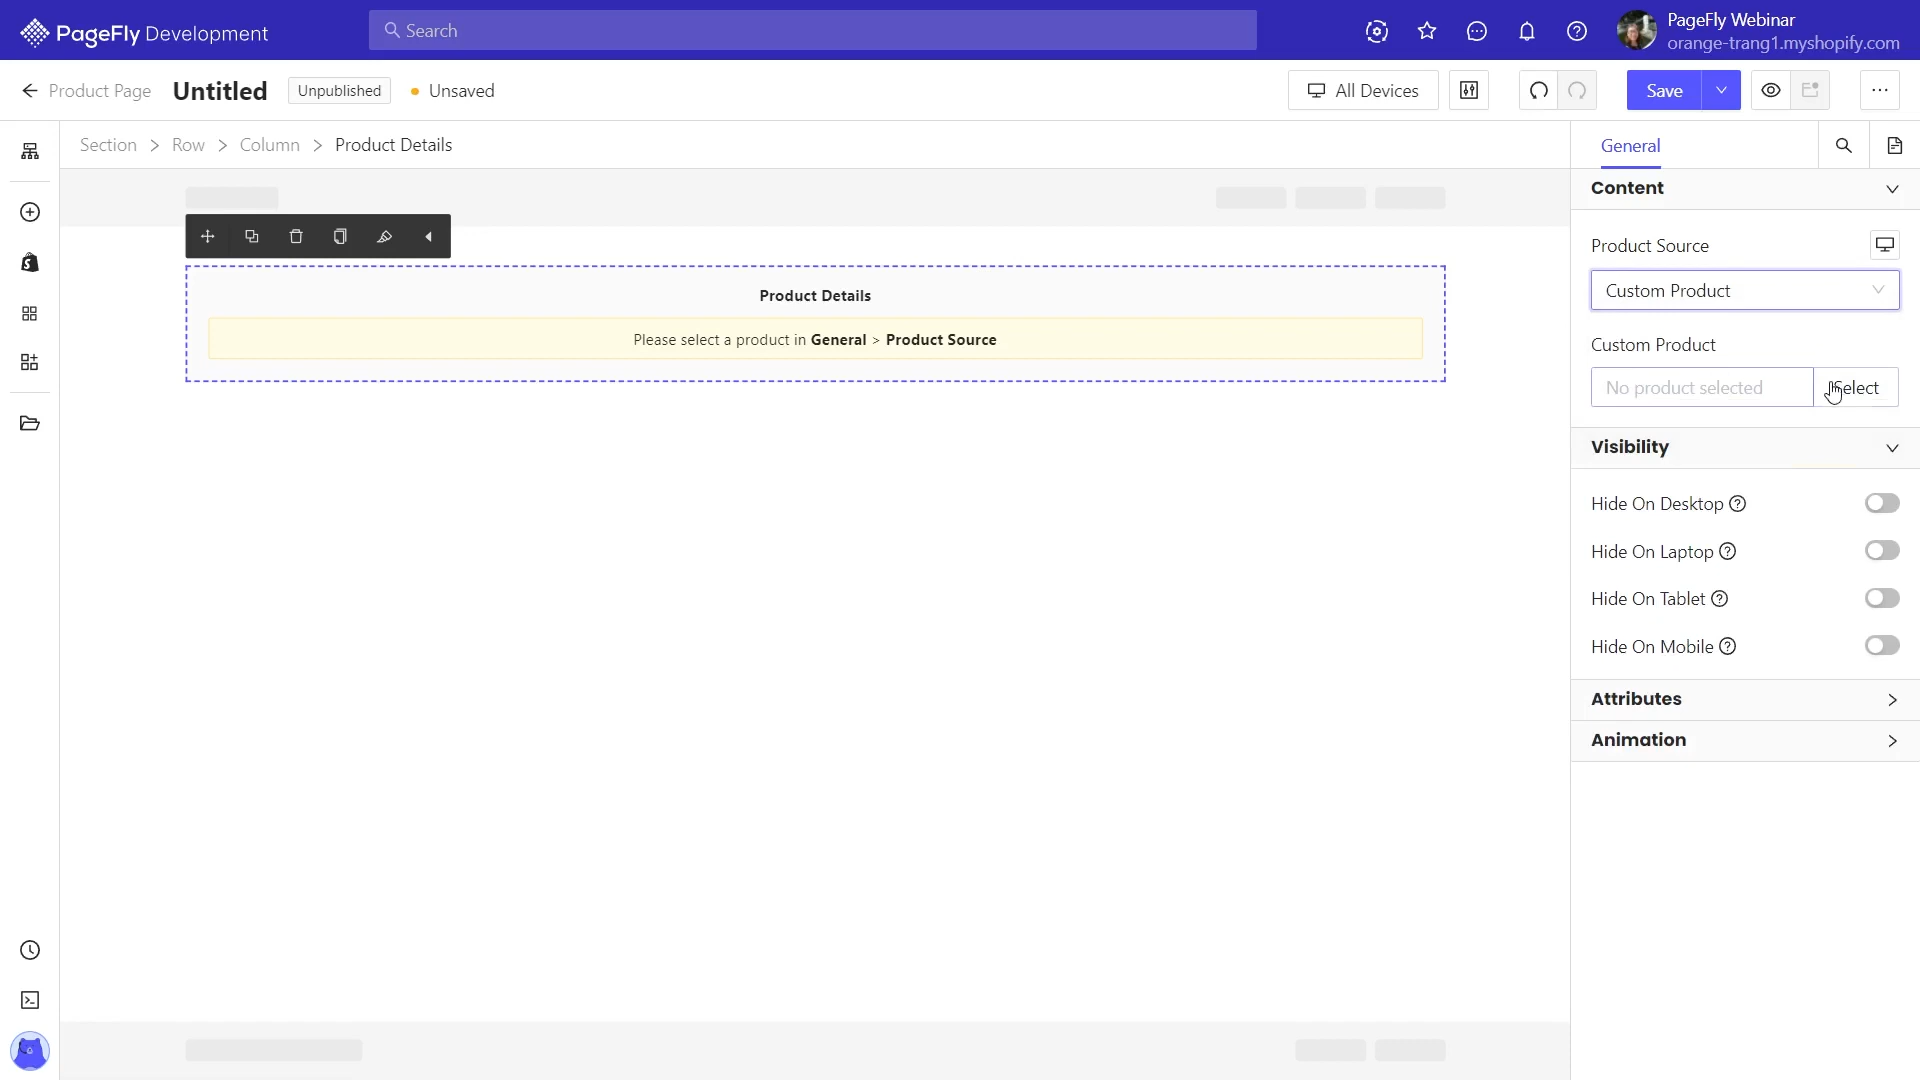 PageFly Development
Search
PageFly Webinar
orange-trang1.myshopify.com
Product Page
Untitled
Unpublished
Unsaved
All Devices
Save
Section > Row > Column > Product Details
General
Content
Product Source
Custom Product
Product Details
Please select a product in General > Product Source
Custom Product
No product selected
Select
Visibility
Hide On Desktop
Hide On Laptop
Hide On Tablet
Hide On Mobile
Attributes
Animation